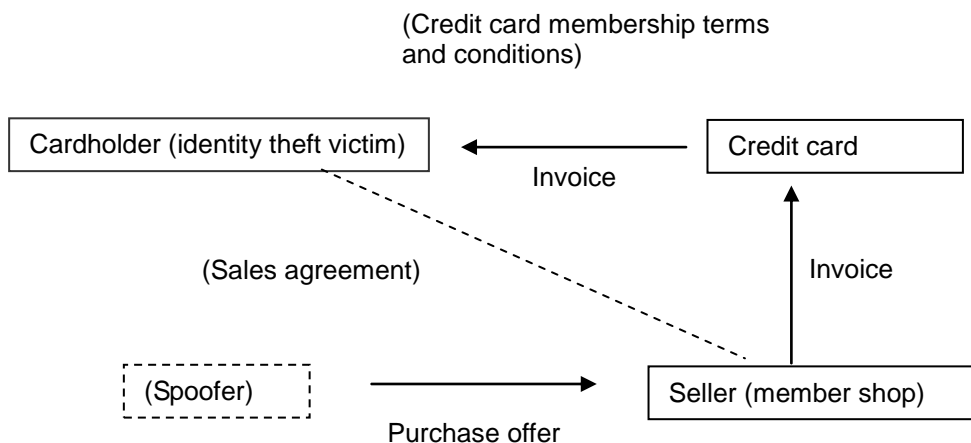 (Credit card membership terms
and conditions)
Cardholder (identity theft victim)
Credit card
Invoice
(Sales agreement)
Invoice
(Spoofer)
Seller (member shop)
Purchase offer